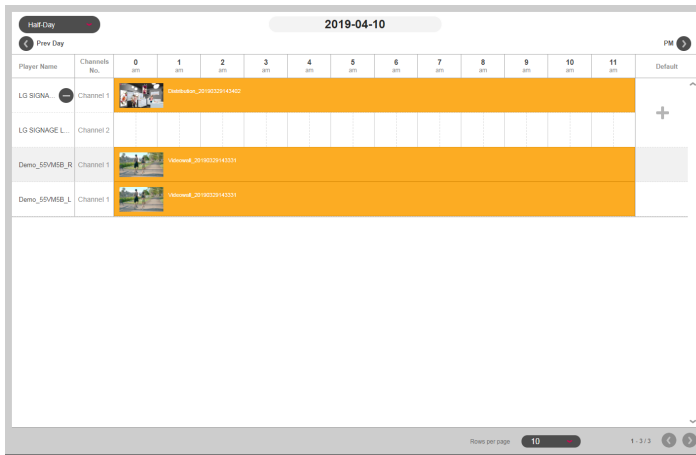 Half-Day
2019-04-10
Prev Day
PM
Player Name Channels No. 0 am 1 am 2 am 3 am 4 am 5 am 6 am 7 am 8 am 9 am 10 am 11 am Default
LG SIGNA... Channel 1 Distribution_20190329143402
LG SIGNAGE L... Channel 2
Demo_55VM5B_R Channel 1 Videowall_20190329143331
Demo_55VM5B_L Channel 1 Videowall_20190329143331
Rows per page 10 1 - 3 / 3